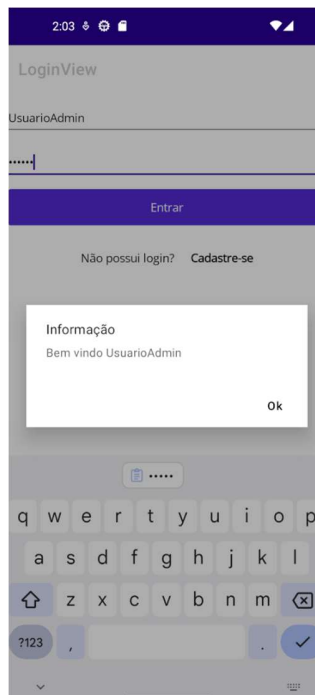 2:03
LoginView
UsuarioAdmin
••••••
Entrar
Não possui login? Cadastre-se
Informação
Bem vindo UsuarioAdmin
Ok
•••••
q w e r t y u i o p
a s d f g h j k l
z x c v b n m
?123 , .